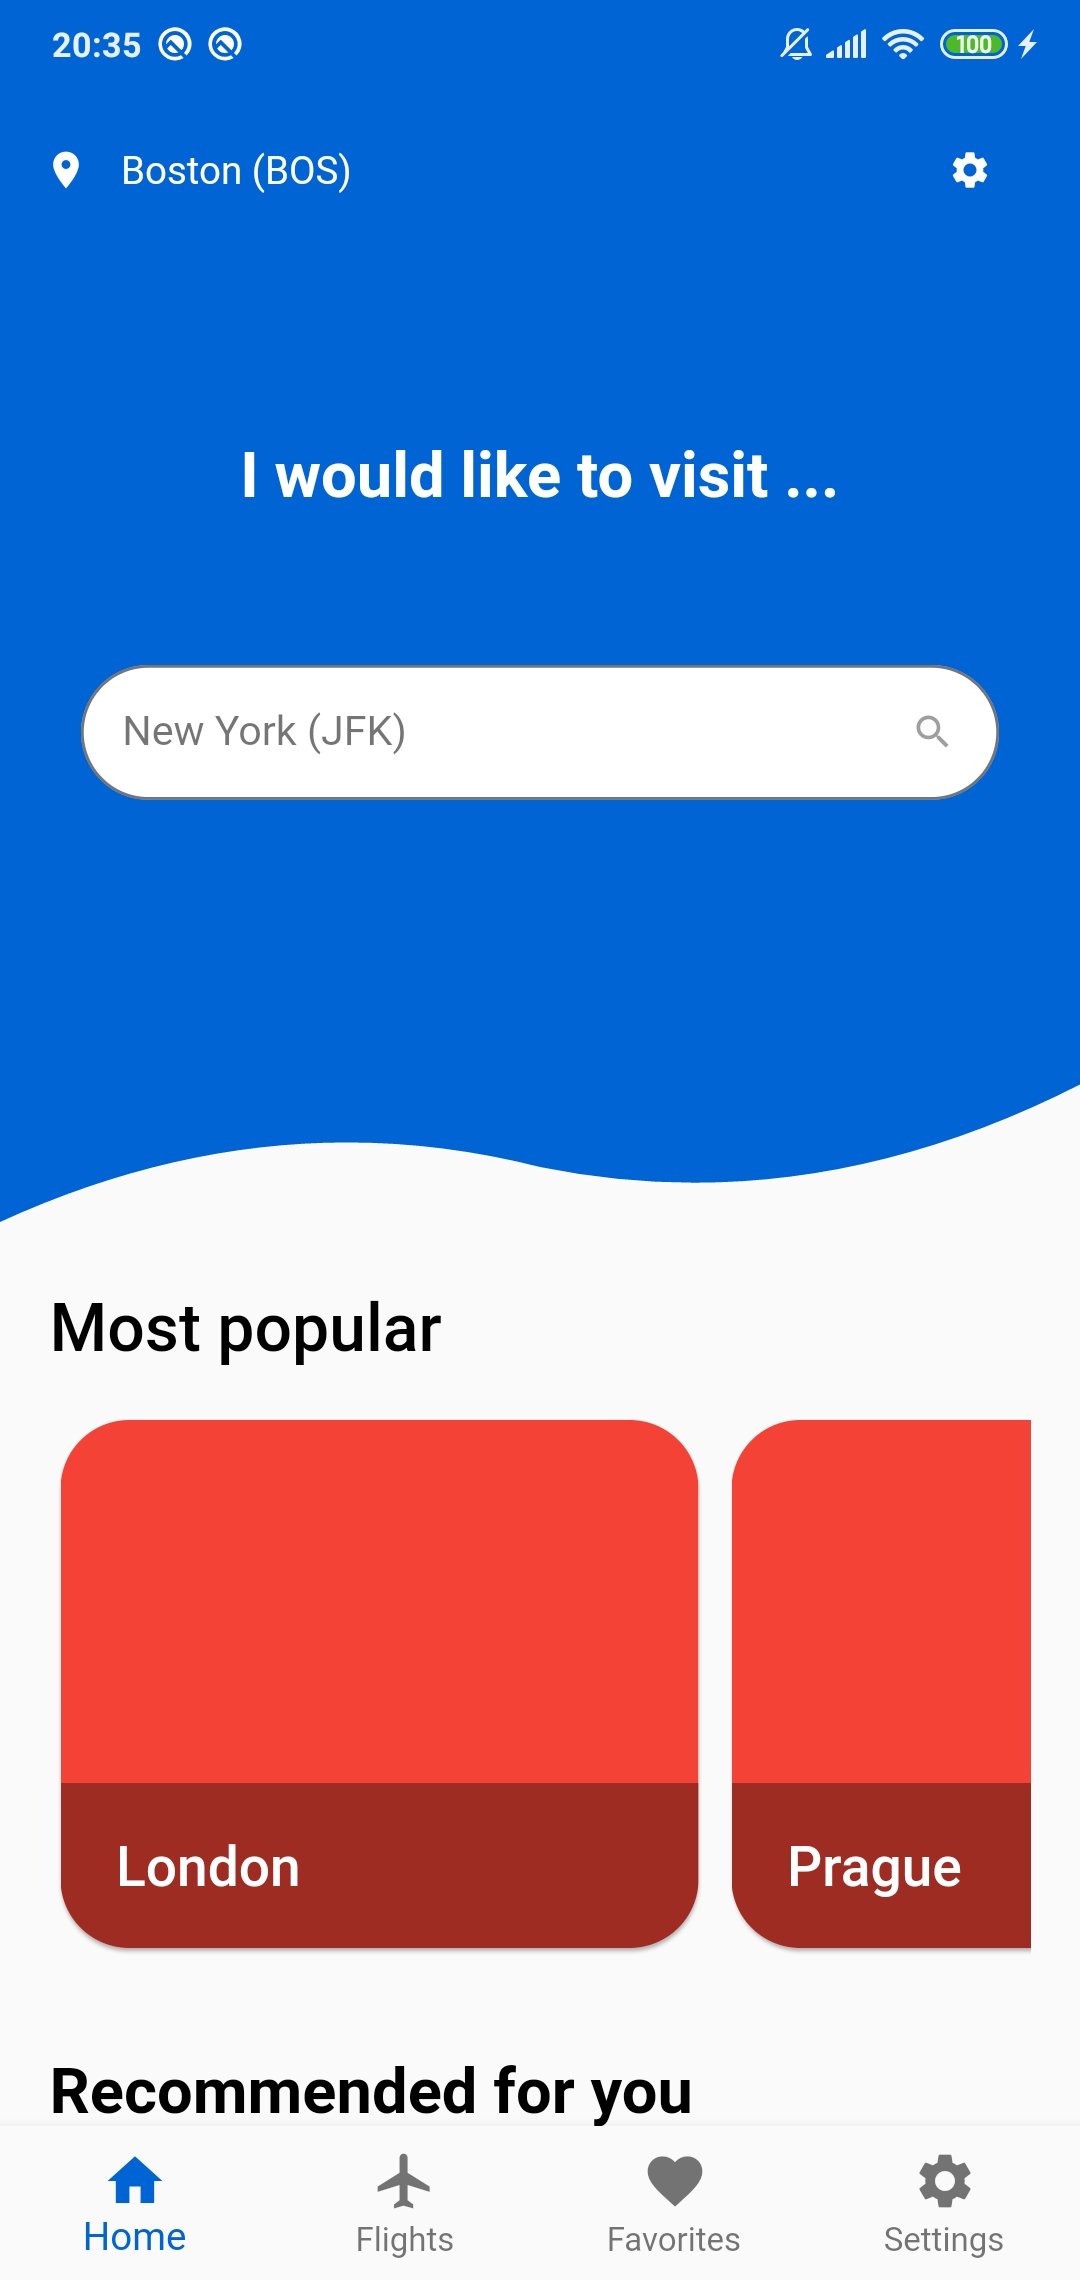 20:35
100
Boston (BOS)
I would like to visit ...
New York (JFK)
Most popular
London
Prague
Recommended for you
Home
Flights
Favorites
Settings